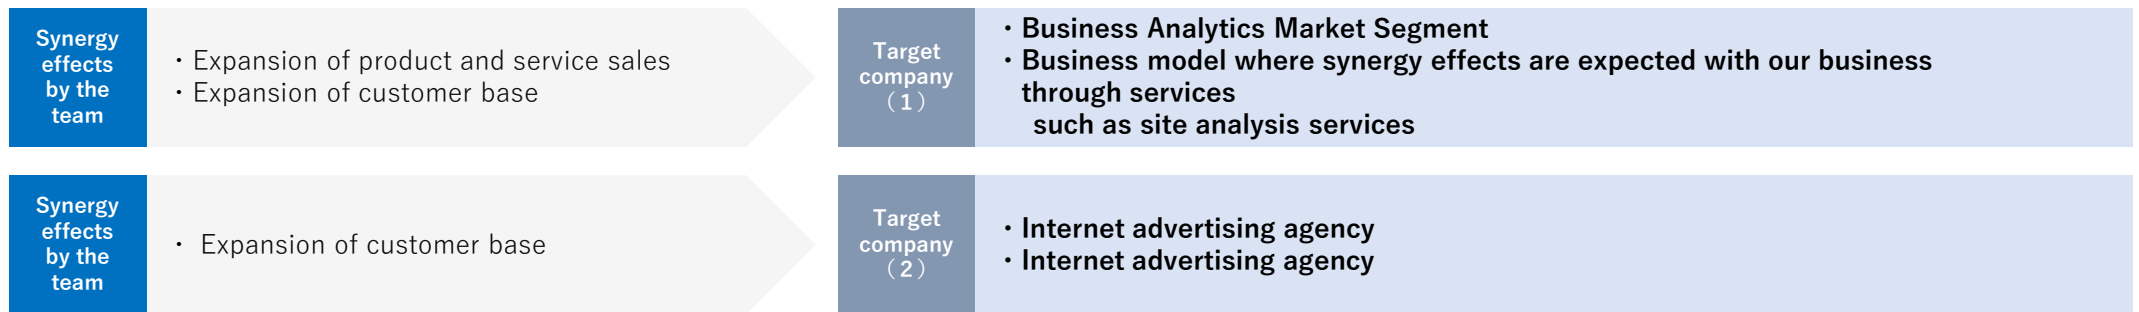 Synergy
effects
by the
team
・Expansion of product and service sales
・Expansion of customer base
Target
company
（1）
・Business Analytics Market Segment
・Business model where synergy effects are expected with our business
through services
such as site analysis services
Synergy
effects
by the
team
・ Expansion of customer base
Target
company
（2）
・Internet advertising agency
・Internet advertising agency